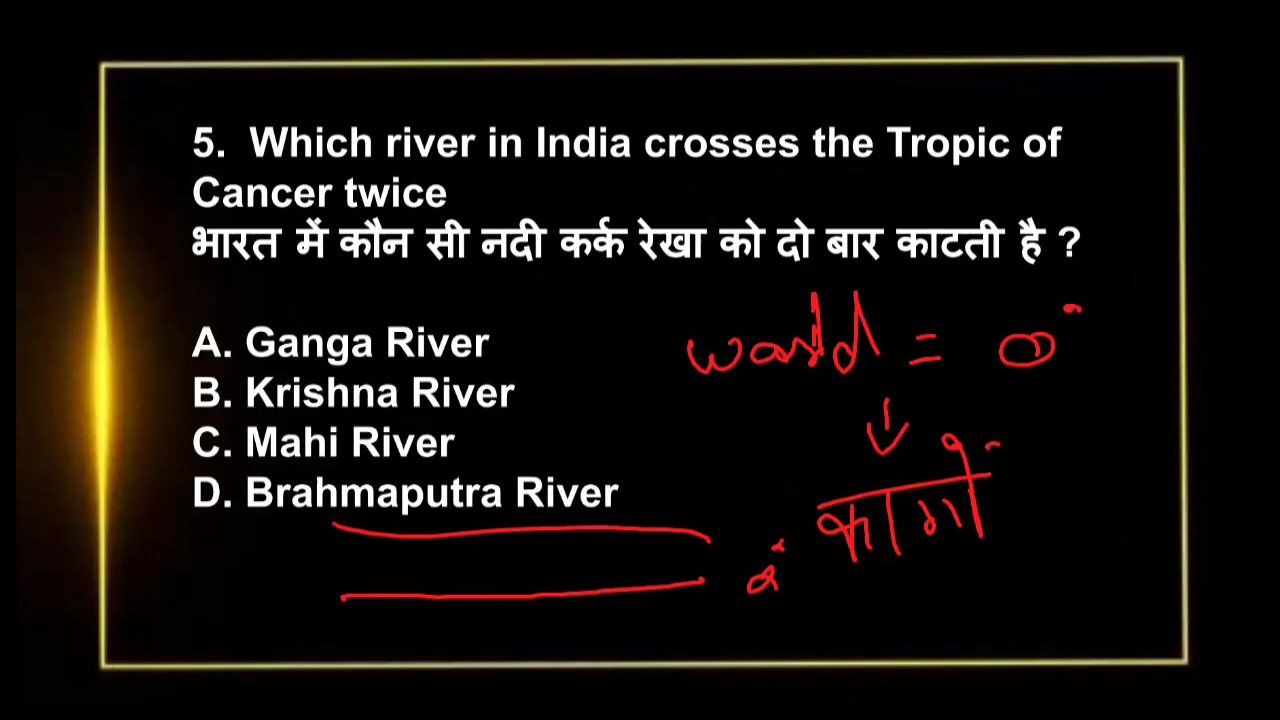 5. Which river in India crosses the Tropic of
Cancer twice
भारत में कौन सी नदी कर्क रेखा को दो बार काटती है ?
A. Ganga River
B. Krishna River
C. Mahi River
D. Brahmaputra River
world = 0°